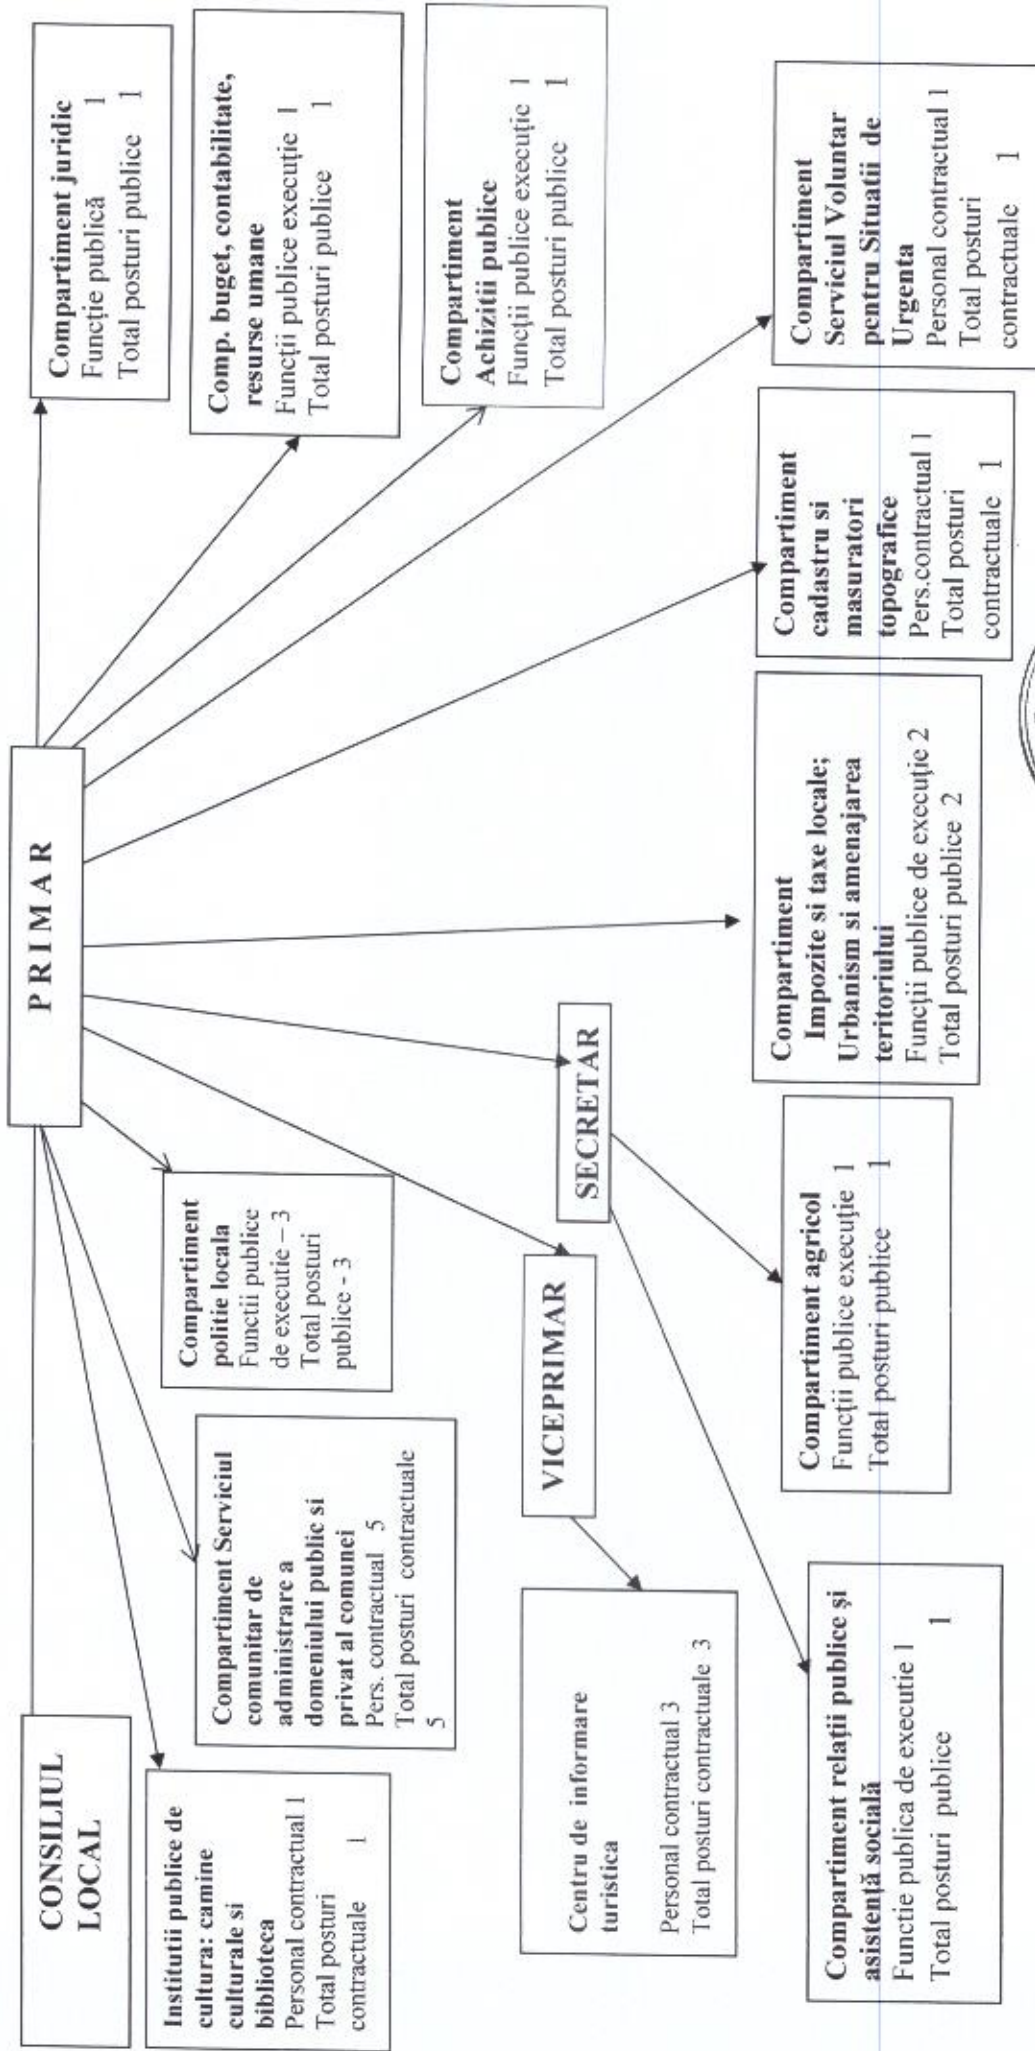 PRIMAR
CONSILIUL
LOCAL
Institutii publice de
cultura: camine
culturale si
biblioteca
Personal contractual 1
Total posturi
contractuale 1
Compartiment Serviciul
comunitar de
administrare a
domeniului public si
privat al comunei
Pers. contractual 5
Total posturi contractuale
5
Compartiment
politie locala
Functii publice
de executie – 3
Total posturi
publice - 3
Compartiment juridic
Funcție publică 1
Total posturi publice 1
Comp. buget, contabilitate,
resurse umane
Funcţii publice execuţie 1
Total posturi publice 1
Compartiment
Achizitii publice
Funcţii publice execuţie 1
Total posturi publice 1
VICEPRIMAR
SECRETAR
Centru de informare
turistica
Personal contractual 3
Total posturi contractuale 3
Compartiment relaţii publice şi
asistenţă socială
Functie publica de executie 1
Total posturi publice 1
Compartiment agricol
Funcţii publice execuţie 1
Total posturi publice 1
Compartiment
Impozite si taxe locale;
Urbanism si amenajarea
teritoriului
Funcţii publice de execuţie 2
Total posturi publice 2
Compartiment
cadastru si
masuratori
topografice
Pers.contractual 1
Total posturi
contractuale 1
Compartiment
Serviciul Voluntar
pentru Situatii de
Urgenta
Personal contractual 1
Total posturi
contractuale 1